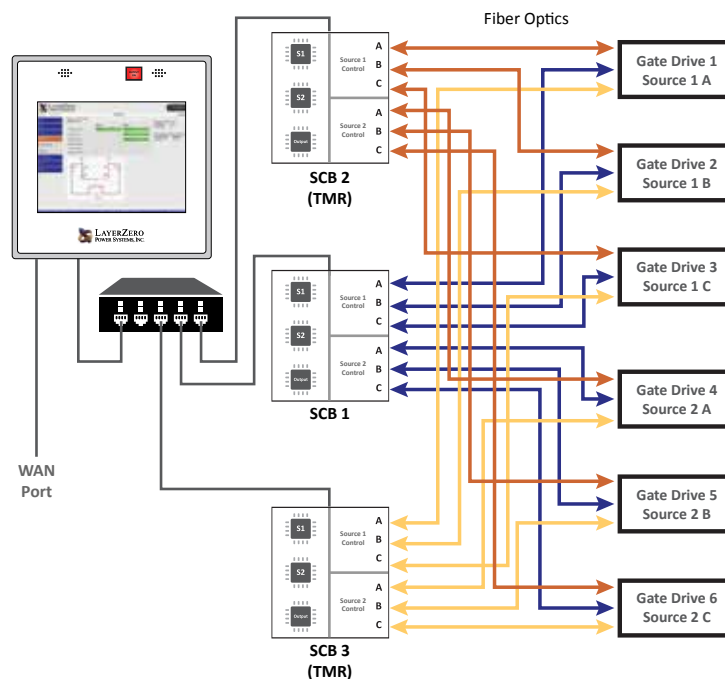 Fiber Optics
LAYERZERO
POWER SYSTEMS, INC.
WAN
Port
S1
S2
Output
Source 1
Control
Source 2
Control
A
B
C
A
B
C
SCB 2
(TMR)
S1
S2
Output
Source 1
Control
Source 2
Control
A
B
C
A
B
C
SCB 1
S1
S2
Output
Source 1
Control
Source 2
Control
A
B
C
A
B
C
SCB 3
(TMR)
Gate Drive 1
Source 1 A
Gate Drive 2
Source 1 B
Gate Drive 3
Source 1 C
Gate Drive 4
Source 2 A
Gate Drive 5
Source 2 B
Gate Drive 6
Source 2 C